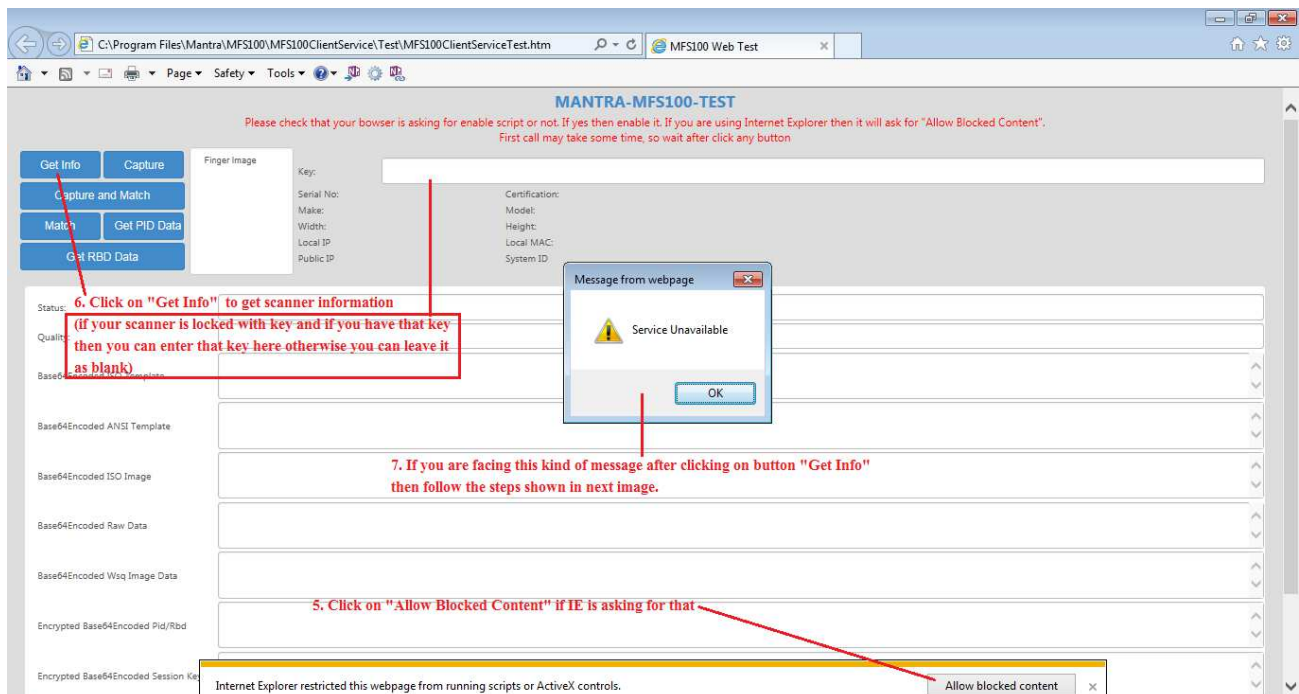 C:\Program Files\Mantra\MFS100\MFS100ClientService\Test\MFS100ClientServiceTest.htm
MFS100 Web Test
Page Safety Tools
MANTRA-MFS100-TEST
Please check that your bowser is asking for enable script or not. If yes then enable it. If you are using Internet Explorer then it will ask for "Allow Blocked Content".
First call may take some time, so wait after click any button
Get Info Capture
Capture and Match
Match Get PID Data
Get RBD Data
Finger Image
Key:
Serial No: Certification:
Make: Model:
Width: Height:
Local IP Local MAC:
Public IP System ID
Message from webpage
Service Unavailable
OK
Status:
6. Click on "Get Info" to get scanner information
(if your scanner is locked with key and if you have that key
then you can enter that key here otherwise you can leave it
as blank)
Quality:
Base64Encoded ISO Template
Base64Encoded ANSI Template
7. If you are facing this kind of message after clicking on button "Get Info"
then follow the steps shown in next image.
Base64Encoded ISO Image
Base64Encoded Raw Data
Base64Encoded Wsq Image Data
5. Click on "Allow Blocked Content" if IE is asking for that
Encrypted Base64Encoded Pid/Rbd
Encrypted Base64Encoded Session Key
Internet Explorer restricted this webpage from running scripts or ActiveX controls.
Allow blocked content